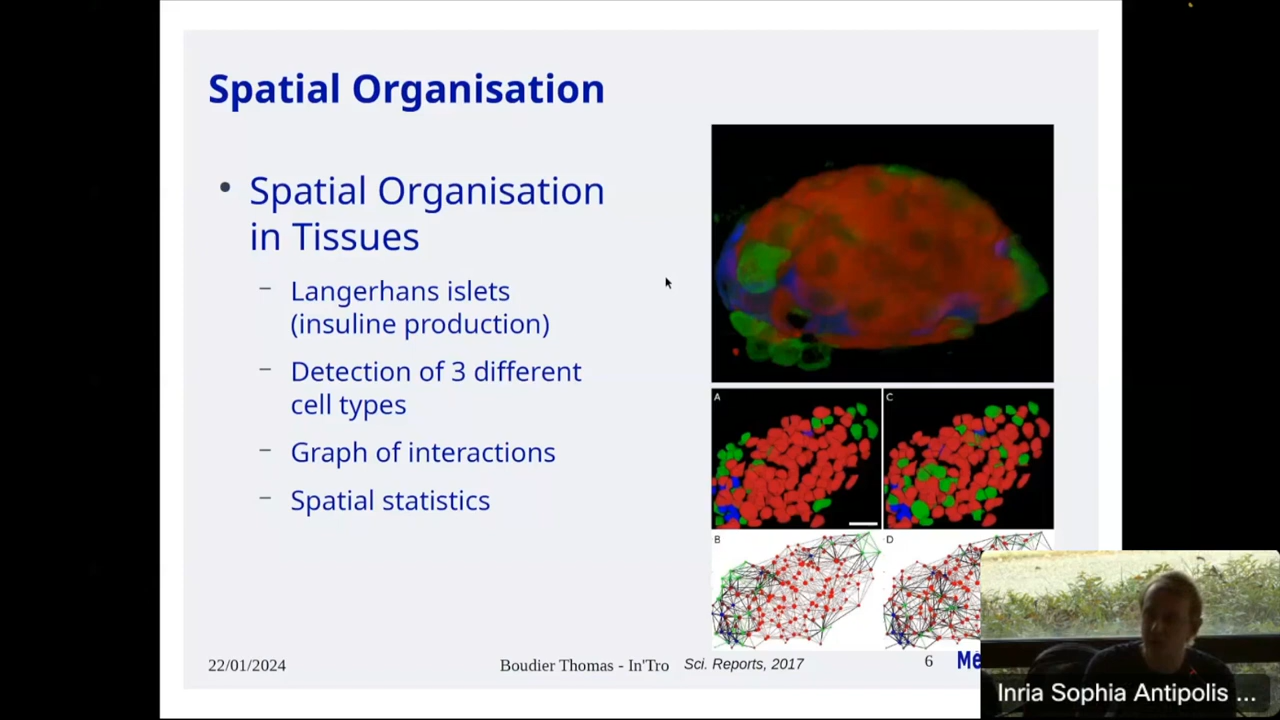 Spatial Organisation
• Spatial Organisation
in Tissues
– Langerhans islets
(insuline production)
– Detection of 3 different
cell types
– Graph of interactions
– Spatial statistics
A
C
B
D
22/01/2024
Boudier Thomas - In'Tro
Sci. Reports, 2017
6
Mé
Inria Sophia Antipolis ...